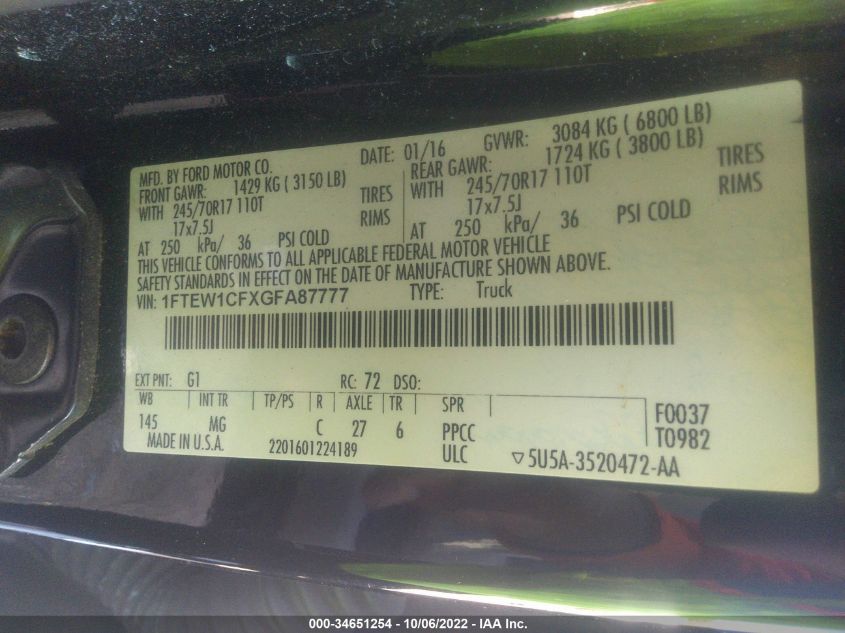 MFD. BY FORD MOTOR CO. DATE: 01/16 GVWR: 3084 KG ( 6800 LB)
FRONT GAWR: 1429 KG ( 3150 LB) REAR GAWR: 1724 KG ( 3800 LB)
WITH 245/70R17 110T TIRES WITH 245/70R17 110T TIRES
17x7.5J RIMS 17x7.5J RIMS
AT 250 kPa/ 36 PSI COLD AT 250 kPa/ 36 PSI COLD
THIS VEHICLE CONFORMS TO ALL APPLICABLE FEDERAL MOTOR VEHICLE
SAFETY STANDARDS IN EFFECT ON THE DATE OF MANUFACTURE SHOWN ABOVE.
VIN: 1FTEW1CFXGFA87777 TYPE: Truck
EXT PNT: G1 RC: 72 DSO:
WB INT TR TP/PS R AXLE TR SPR F0037
145 MG C 27 6 PPCC T0982
MADE IN U.S.A. 2201601224189 ULC ▽5U5A-3520472-AA
000-34651254 - 10/06/2022 - IAA Inc.